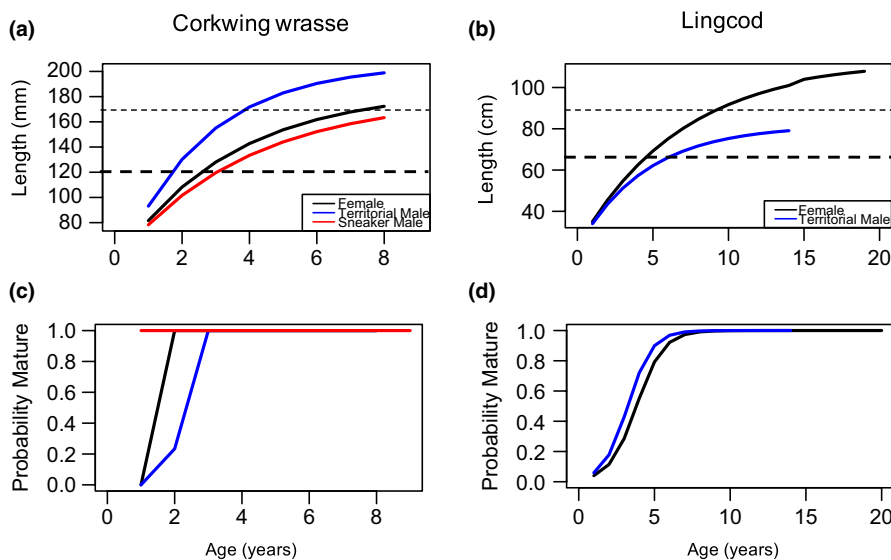 (a)
Corkwing wrasse
Length (mm)
200
180
160
140
120
100
80
Female
Territorial Male
Sneaker Male
0 2 4 6 8
(b)
Lingcod
Length (cm)
100
80
60
40
Female
Territorial Male
0 5 10 15 20
(c)
Probability Mature
1.0
0.8
0.6
0.4
0.2
0.0
0 2 4 6 8
Age (years)
(d)
Probability Mature
1.0
0.8
0.6
0.4
0.2
0.0
0 5 10 15 20
Age (years)